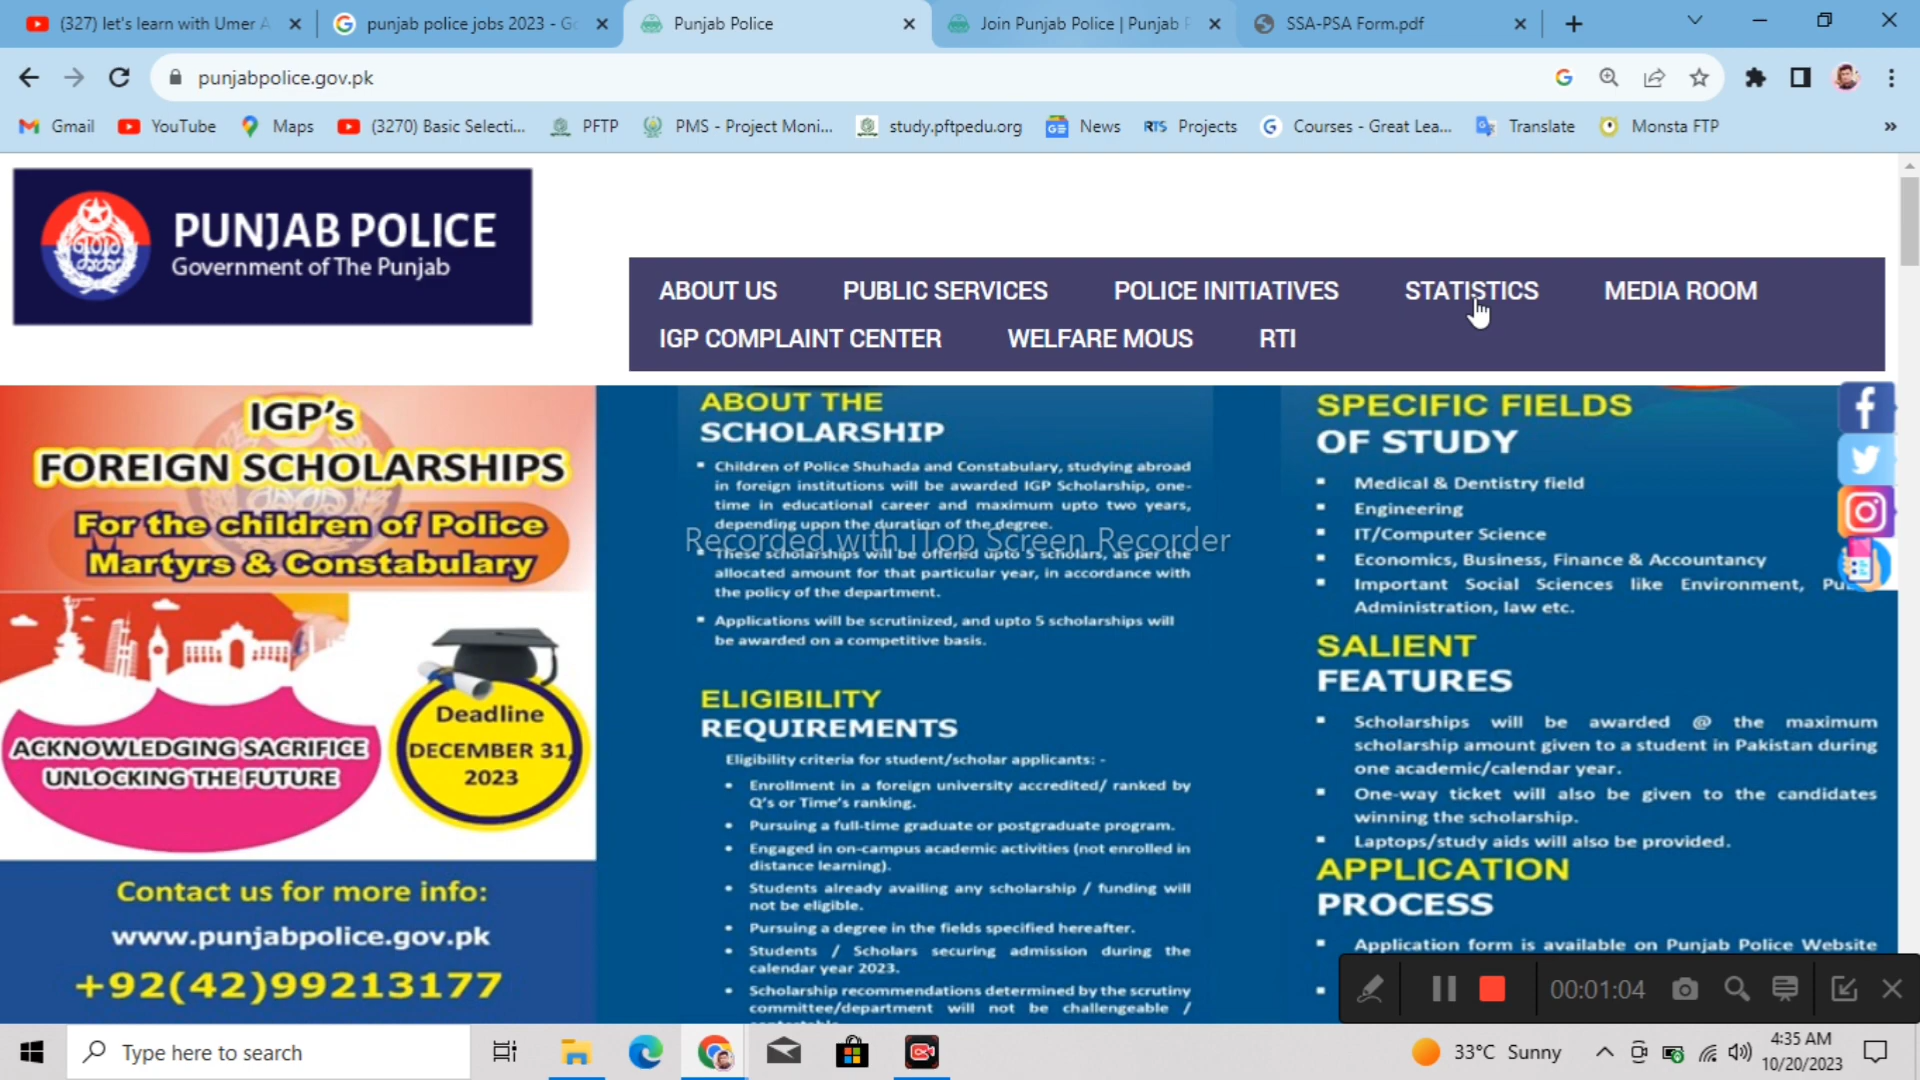 (327) let's learn with Umer A
punjab police jobs 2023 - Go
Punjab Police
Join Punjab Police | Punjab P
SSA-PSA Form.pdf
punjabpolice.gov.pk
Gmail
YouTube
Maps
(3270) Basic Selecti...
PFTP
PMS - Project Moni...
study.pftpedu.org
News
RTS Projects
Courses - Great Lea...
Translate
Monsta FTP
»
PUNJAB POLICE
Government of The Punjab
ABOUT US
PUBLIC SERVICES
POLICE INITIATIVES
STATISTICS
MEDIA ROOM
IGP COMPLAINT CENTER
WELFARE MOUS
RTI
IGP's
FOREIGN SCHOLARSHIPS
For the children of Police
Martyrs & Constabulary
ACKNOWLEDGING SACRIFICE
UNLOCKING THE FUTURE
Deadline
DECEMBER 31,
2023
Contact us for more info:
www.punjabpolice.gov.pk
+92(42)99213177
ABOUT THE
SCHOLARSHIP
Children of Police Shuhada and Constabulary, studying abroad
in foreign institutions will be awarded IGP Scholarship, one-
time in educational career and maximum upto two years,
depending upon the duration of the degree.
Recorded with iTop Screen Recorder
These scholarships will be offered upto 5 scholars, as per the
allocated amount for that particular year, in accordance with
the policy of the department.
Applications will be scrutinized, and upto 5 scholarships will
be awarded on a competitive basis.
ELIGIBILITY
REQUIREMENTS
Eligibility criteria for student/scholar applicants: -
Enrollment in a foreign university accredited/ ranked by
Q's or Time's ranking.
Pursuing a full-time graduate or postgraduate program.
Engaged in on-campus academic activities (not enrolled in
distance learning).
Students already availing any scholarship / funding will
not be eligible.
Pursuing a degree in the fields specified hereafter.
Students / Scholars securing admission during the
calendar year 2023.
Scholarship recommendations determined by the scrutiny
committee/department will not be challengeable /
SPECIFIC FIELDS
OF STUDY
Medical & Dentistry field
Engineering
IT/Computer Science
Economics, Business, Finance & Accountancy
Important Social Sciences like Environment, Pu
Administration, law etc.
SALIENT
FEATURES
Scholarships will be awarded @ the maximum
scholarship amount given to a student in Pakistan during
one academic/calendar year.
One-way ticket will also be given to the candidates
winning the scholarship.
Laptops/study aids will also be provided.
APPLICATION
PROCESS
Application form is available on Punjab Police Website
00:01:04
Type here to search
33°C Sunny
4:35 AM
10/20/2023